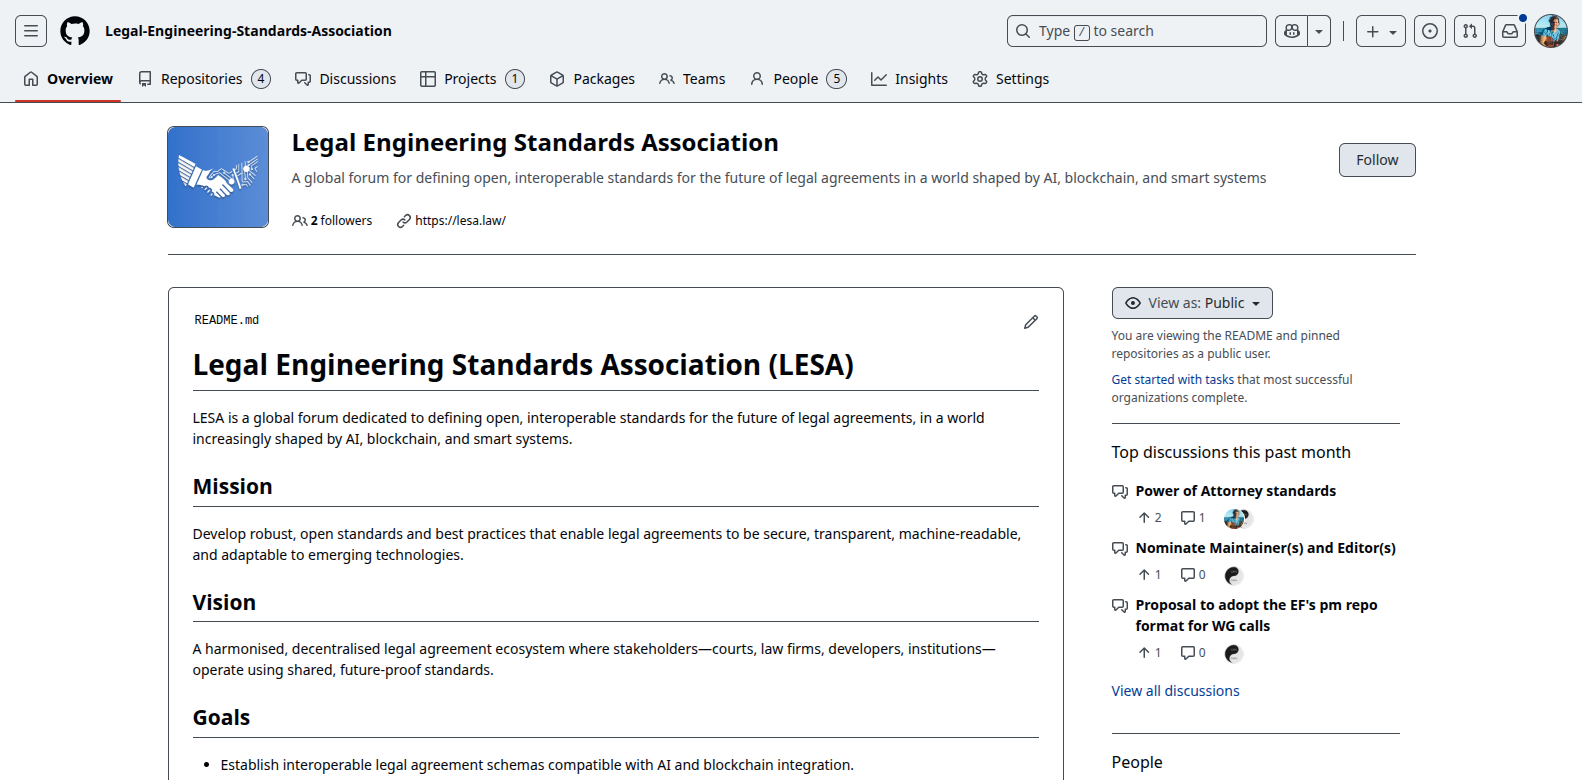 Legal-Engineering-Standards-Association
Type / to search
Overview
Repositories 4
Discussions
Projects 1
Packages
Teams
People 5
Insights
Settings
Legal Engineering Standards Association
A global forum for defining open, interoperable standards for the future of legal agreements in a world shaped by AI, blockchain, and smart systems
2 followers
https://lesa.law/
Follow
README.md
Legal Engineering Standards Association (LESA)
LESA is a global forum dedicated to defining open, interoperable standards for the future of legal agreements, in a world
increasingly shaped by AI, blockchain, and smart systems.
Mission
Develop robust, open standards and best practices that enable legal agreements to be secure, transparent, machine-readable,
and adaptable to emerging technologies.
Vision
A harmonised, decentralised legal agreement ecosystem where stakeholders—courts, law firms, developers, institutions—
operate using shared, future-proof standards.
Goals
• Establish interoperable legal agreement schemas compatible with AI and blockchain integration.
View as: Public
You are viewing the README and pinned
repositories as a public user.
Get started with tasks that most successful
organizations complete.
Top discussions this past month
Power of Attorney standards
2 1
Nominate Maintainer(s) and Editor(s)
1 0
Proposal to adopt the EF's pm repo
format for WG calls
1 0
View all discussions
People